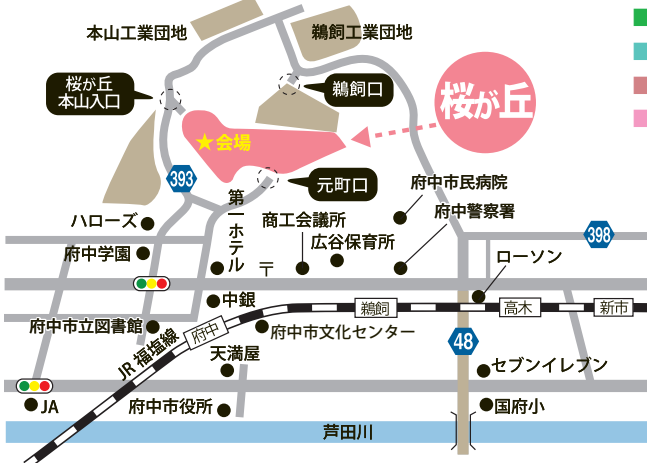 本山工業団地
鵜飼工業団地
桜が丘
本山入口
鵜飼口
桜が丘
★会場
393
元町口
府中市民病院
第一ホテル
商工会議所
府中警察署
ハローズ
広谷保育所
398
府中学園
〒
ローソン
中銀
鵜飼
高木
新市
府中市立図書館
府中
府中市文化センター
JR福塩線
48
天満屋
セブンイレブン
JA
府中市役所
国府小
芦田川